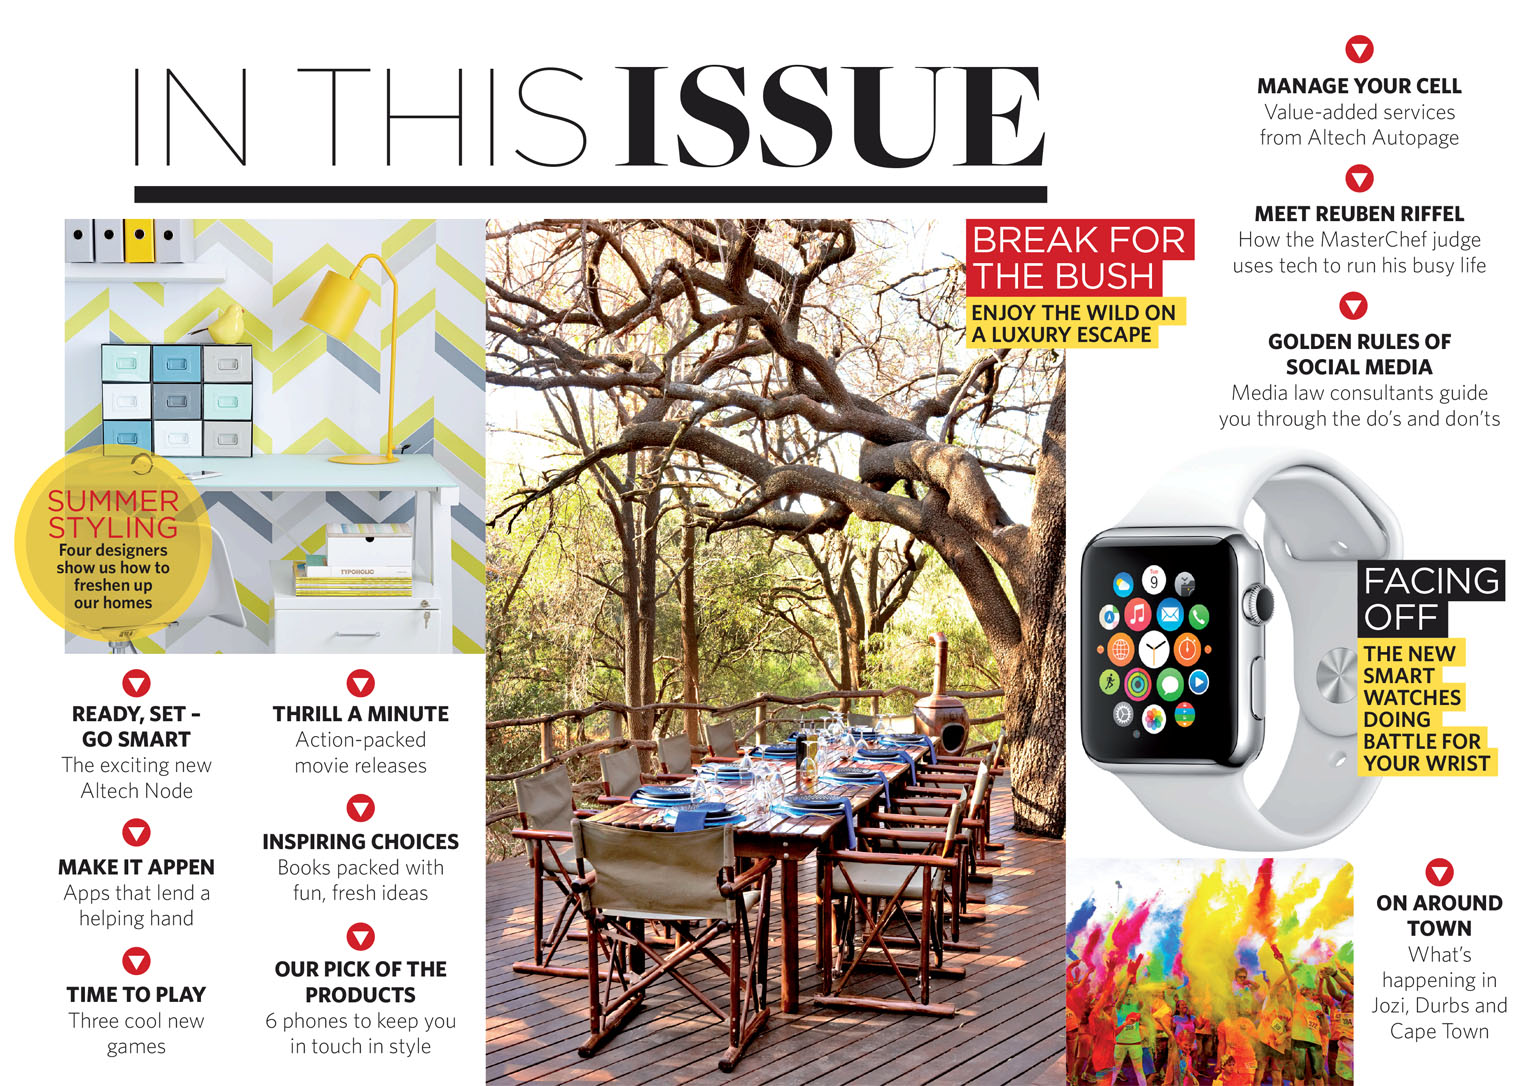 IN THIS ISSUE
MANAGE YOUR CELL
Value-added services
from Altech Autopage
MEET REUBEN RIFFEL
How the MasterChef judge
uses tech to run his busy life
GOLDEN RULES OF
SOCIAL MEDIA
Media law consultants guide
you through the do's and don'ts
BREAK FOR
THE BUSH
ENJOY THE WILD ON
A LUXURY ESCAPE
SUMMER
STYLING
Four designers
show us how to
freshen up
our homes
TYPOHOLIC
Tue
9
FACING
OFF
THE NEW
SMART
WATCHES
DOING
BATTLE FOR
YOUR WRIST
READY, SET –
GO SMART
The exciting new
Altech Node
MAKE IT APPEN
Apps that lend a
helping hand
TIME TO PLAY
Three cool new
games
THRILL A MINUTE
Action-packed
movie releases
INSPIRING CHOICES
Books packed with
fun, fresh ideas
OUR PICK OF THE
PRODUCTS
6 phones to keep you
in touch in style
ON AROUND
TOWN
What's
happening in
Jozi, Durbs and
Cape Town